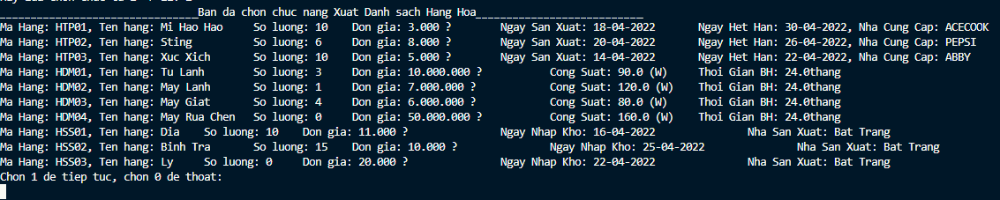 ________________________________Ban da chon chuc nang Xuat Danh sach Hang Hoa___________________________
Ma Hang: HTP01, Ten hang: Mi Hao Hao So luong: 10 Don gia: 3.000 ? Ngay San Xuat: 18-04-2022 Ngay Het Han: 30-04-2022, Nha Cung Cap: ACECOOK
Ma Hang: HTP02, Ten hang: Sting So luong: 6 Don gia: 8.000 ? Ngay San Xuat: 20-04-2022 Ngay Het Han: 26-04-2022, Nha Cung Cap: PEPSI
Ma Hang: HTP03, Ten hang: Xuc Xich So luong: 10 Don gia: 5.000 ? Ngay San Xuat: 14-04-2022 Ngay Het Han: 22-04-2022, Nha Cung Cap: ABBY
Ma Hang: HDM01, Ten hang: Tu Lanh So luong: 3 Don gia: 10.000.000 ? Cong Suat: 90.0 (W) Thoi Gian BH: 24.0thang
Ma Hang: HDM02, Ten hang: May Lanh So luong: 1 Don gia: 7.000.000 ? Cong Suat: 120.0 (W) Thoi Gian BH: 24.0thang
Ma Hang: HDM03, Ten hang: May Giat So luong: 4 Don gia: 6.000.000 ? Cong Suat: 80.0 (W) Thoi Gian BH: 24.0thang
Ma Hang: HDM04, Ten hang: May Rua Chen So luong: 0 Don gia: 50.000.000 ? Cong Suat: 160.0 (W) Thoi Gian BH: 24.0thang
Ma Hang: HSS01, Ten hang: Dia So luong: 10 Don gia: 11.000 ? Ngay Nhap Kho: 16-04-2022 Nha San Xuat: Bat Trang
Ma Hang: HSS02, Ten hang: Binh Tra So luong: 15 Don gia: 10.000 ? Ngay Nhap Kho: 25-04-2022 Nha San Xuat: Bat Trang
Ma Hang: HSS03, Ten hang: Ly So luong: 0 Don gia: 20.000 ? Ngay Nhap Kho: 22-04-2022 Nha San Xuat: Bat Trang
Chon 1 de tiep tuc, chon 0 de thoat: